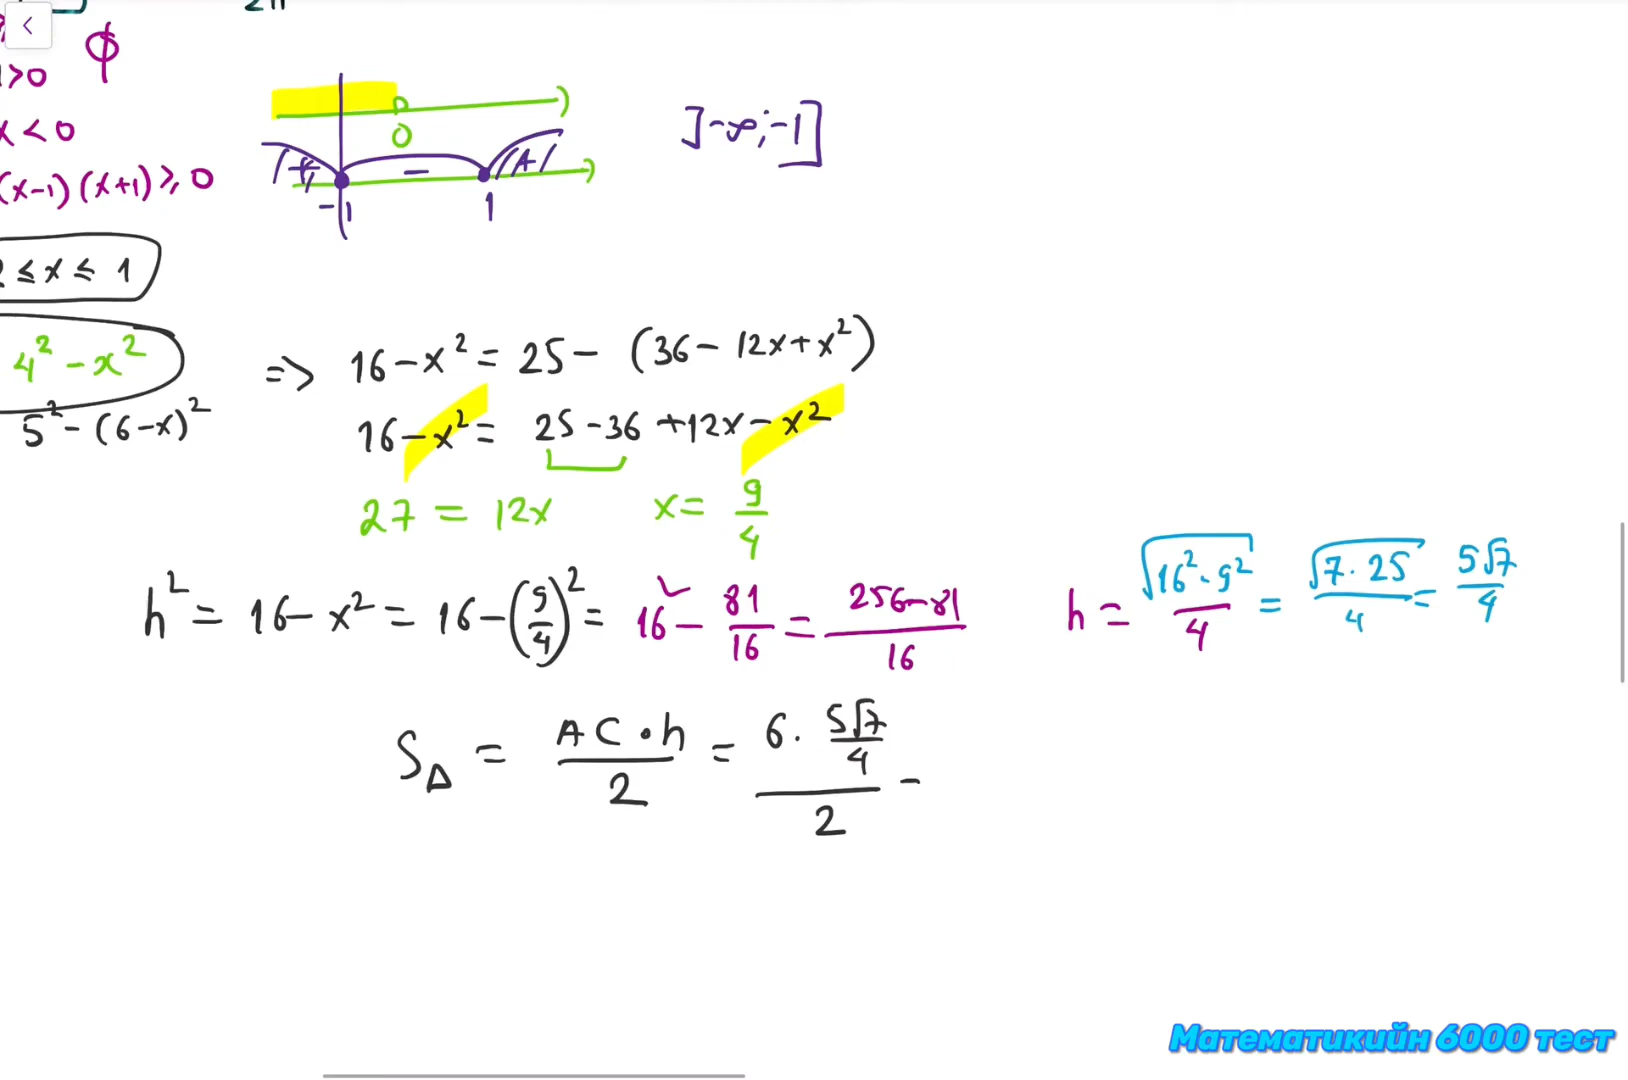 >0 ϕ
x < 0
0
]-∞;-1]
(x-1)(x+1) ≥ 0
+ - +
-1 1
≤ x ≤ 1
4² - x² => 16 - x² = 25 - (36 - 12x + x²)
5² - (6-x)²
16 - x² = 25 - 36 + 12x - x²
27 = 12x x = 9/4
h² = 16 - x² = 16 - (9/4)² = 16 - 81/16 = (256-81)/16 h = √(16²-9²)/4 = √(7·25)/4 = 5√7/4
S△ = (AC·h)/2 = (6·5√7/4)/2 -
Математикийн 6000 тест